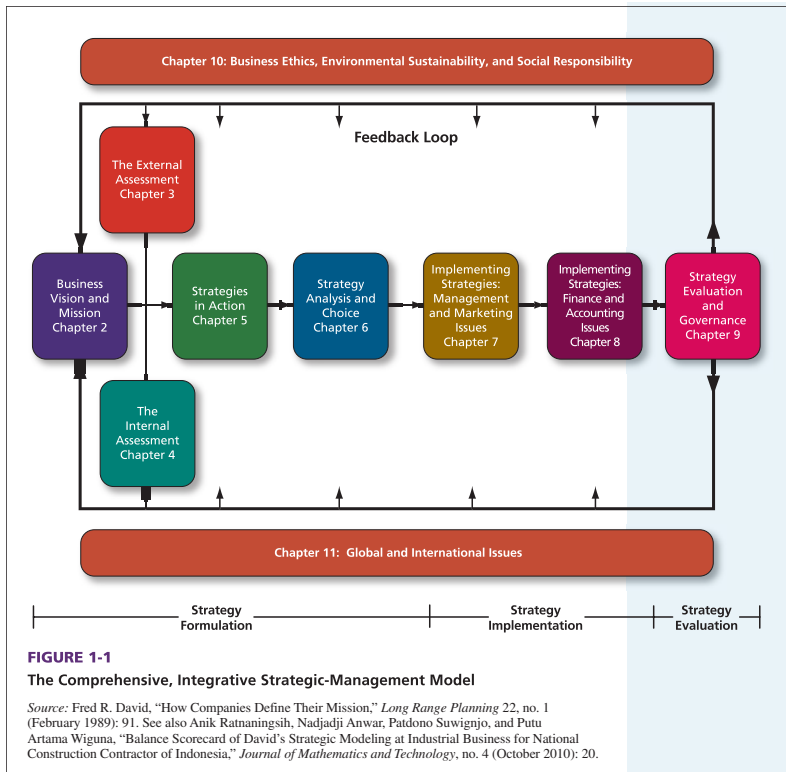 Chapter 10: Business Ethics, Environmental Sustainability, and Social Responsibility
Feedback Loop
The External
Assessment
Chapter 3
Business
Vision and
Mission
Chapter 2
Strategies
in Action
Chapter 5
Strategy
Analysis and
Choice
Chapter 6
Implementing
Strategies:
Management
and Marketing
Issues
Chapter 7
Implementing
Strategies:
Finance and
Accounting
Issues
Chapter 8
Strategy
Evaluation
and
Governance
Chapter 9
The
Internal
Assessment
Chapter 4
Chapter 11: Global and International Issues
Strategy
Formulation
Strategy
Implementation
Strategy
Evaluation
FIGURE 1-1
The Comprehensive, Integrative Strategic-Management Model
Source: Fred R. David, “How Companies Define Their Mission,” Long Range Planning 22, no. 1
(February 1989): 91. See also Anik Ratnaningsih, Nadjadji Anwar, Patdono Suwignjo, and Putu
Artama Wiguna, “Balance Scorecard of David’s Strategic Modeling at Industrial Business for National
Construction Contractor of Indonesia,” Journal of Mathematics and Technology, no. 4 (October 2010): 20.